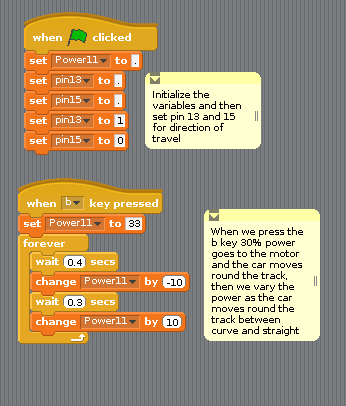 when clicked
set Power11 to .
set pin13 to .
set pin15 to .
set pin13 to 1
set pin15 to 0
Initialize the
variables and then
set pin 13 and 15
for direction of
travel
when b key pressed
set Power11 to 33
forever
wait 0.4 secs
change Power11 by -10
wait 0.3 secs
change Power11 by 10
When we press the
b key 30% power
goes to the motor
and the car moves
round the track,
then we vary the
power as the car
moves round the
track between
curve and straight